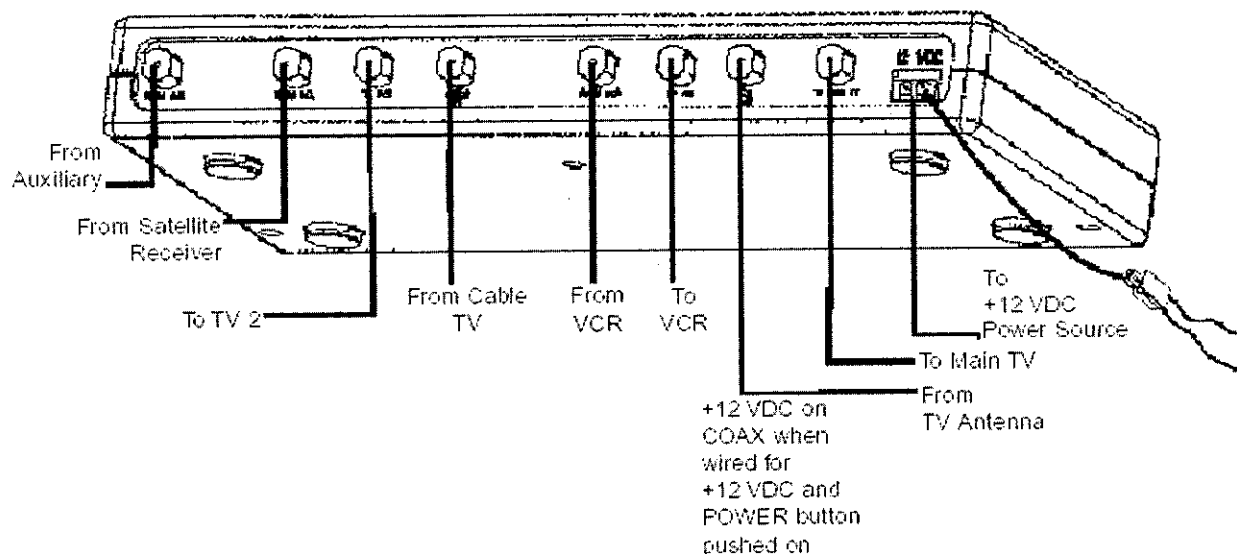 12 VDC
From
Auxiliary
From Satellite
Receiver
To TV 2
From Cable
TV
From
VCR
To
VCR
To
+12 VDC
Power Source
To Main TV
From
TV Antenna
+12 VDC on
COAX when
wired for
+12 VDC and
POWER button
pushed on